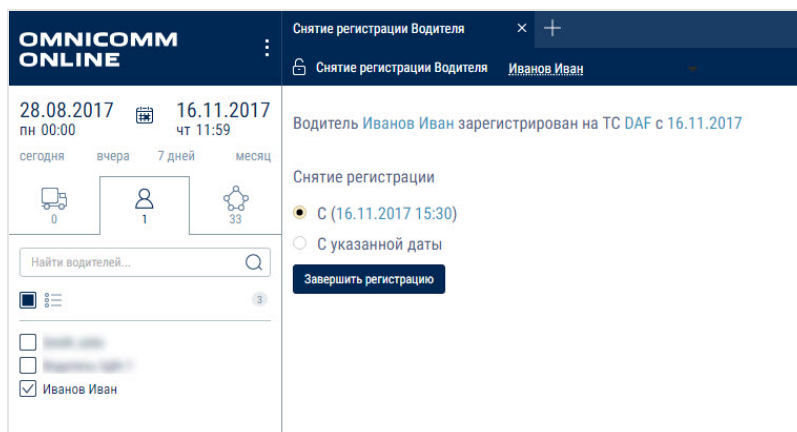 OMNICOMM
ONLINE
28.08.2017
пн 00:00
16.11.2017
чт 11:59
сегодня вчера 7 дней месяц
0 1 33
Найти водителей...
3
Иванов Иван
Снятие регистрации Водителя
Снятие регистрации Водителя Иванов Иван
Водитель Иванов Иван зарегистрирован на ТС DAF с 16.11.2017
Снятие регистрации
С (16.11.2017 15:30)
С указанной даты
Завершить регистрацию